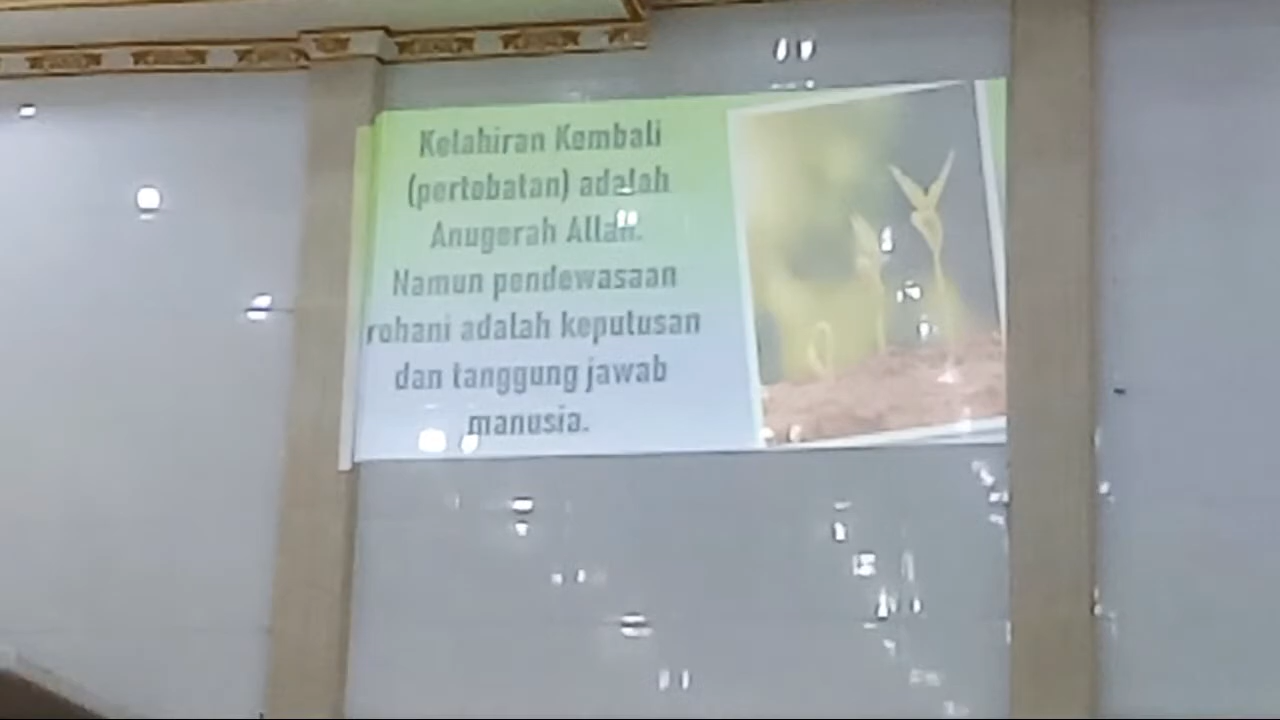 Kelahiran Kembali
(pertobatan) adalah
Anugerah Allah.
Namun pendewasaan
rohani adalah keputusan
dan tanggung jawab
manusia.